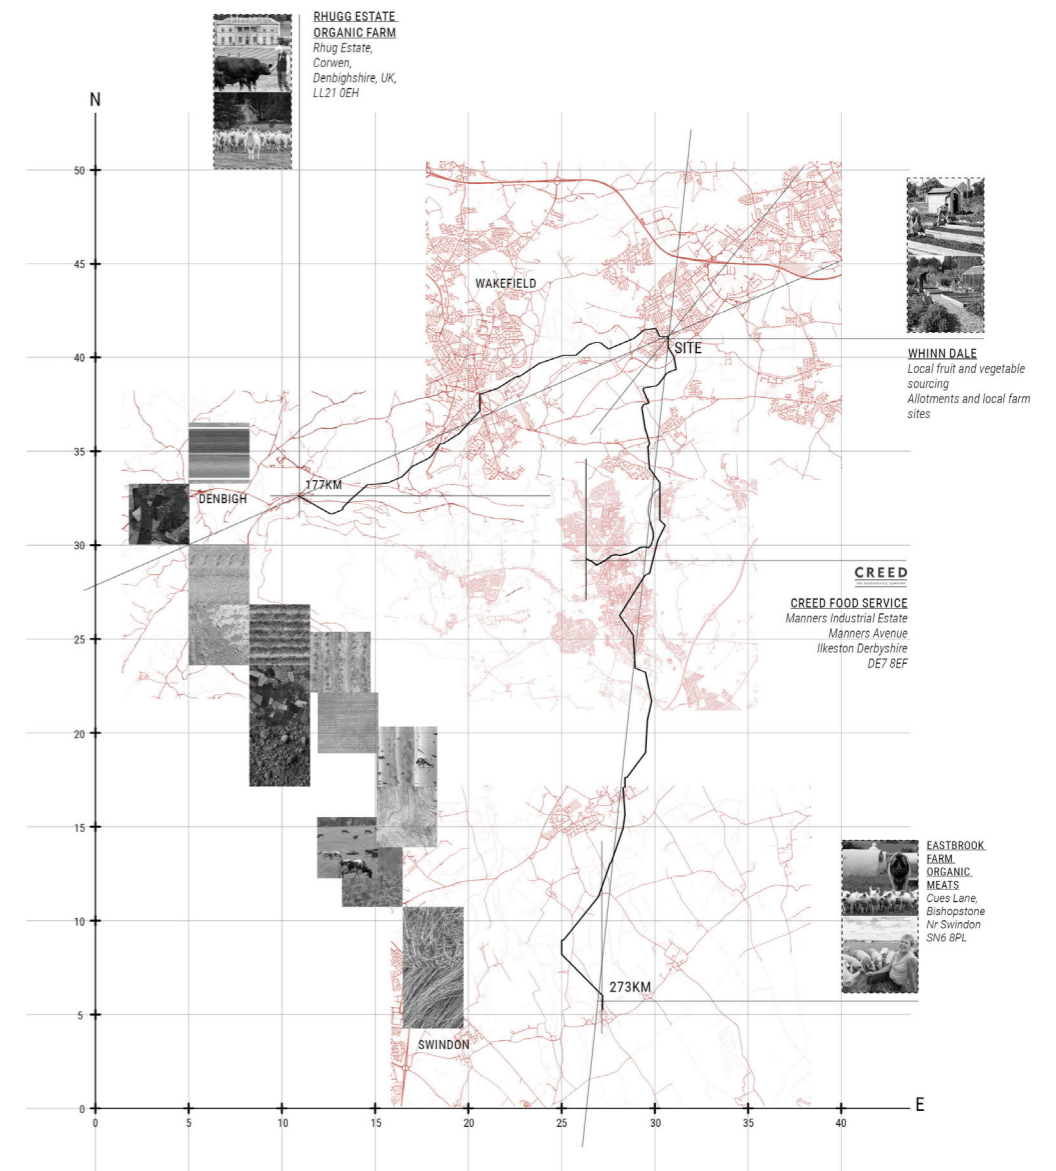 RHUGG ESTATE
ORGANIC FARM
Rhug Estate,
Corwen,
Denbighshire, UK,
LL21 0EH
N
50
45
40
35
30
25
20
15
10
5
0
WAKEFIELD
SITE
WHINN DALE
Local fruit and vegetable
sourcing
Allotments and local farm
sites
177KM
DENBIGH
CREED
THE FOODSERVICE COMPANY
CREED FOOD SERVICE
Manners Industrial Estate
Manners Avenue
Ilkeston Derbyshire
DE7 8EF
EASTBROOK
FARM
ORGANIC
MEATS
Cues Lane,
Bishopstone
Nr Swindon
SN6 8PL
273KM
SWINDON
E
0 5 10 15 20 25 30 35 40